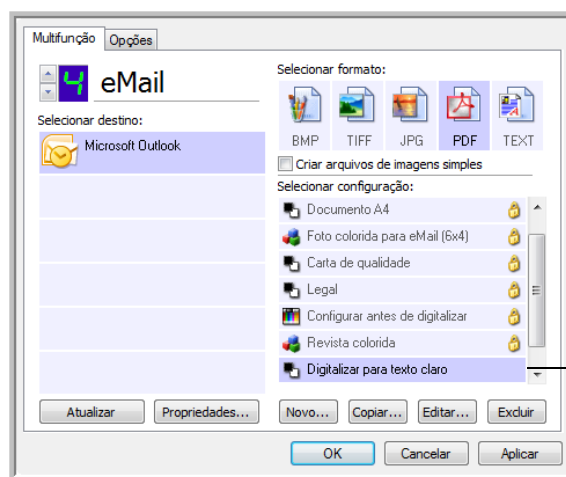 Multifunção Opções
4 eMail
Selecionar destino:
Microsoft Outlook
Selecionar formato:
BMP TIFF JPG PDF TEXT
Criar arquivos de imagens simples
Selecionar configuração:
Documento A4
Foto colorida para eMail (6x4)
Carta de qualidade
Legal
Configurar antes de digitalizar
Revista colorida
Digitalizar para texto claro
Atualizar Propriedades... Novo... Copiar... Editar... Excluir
OK Cancelar Aplicar